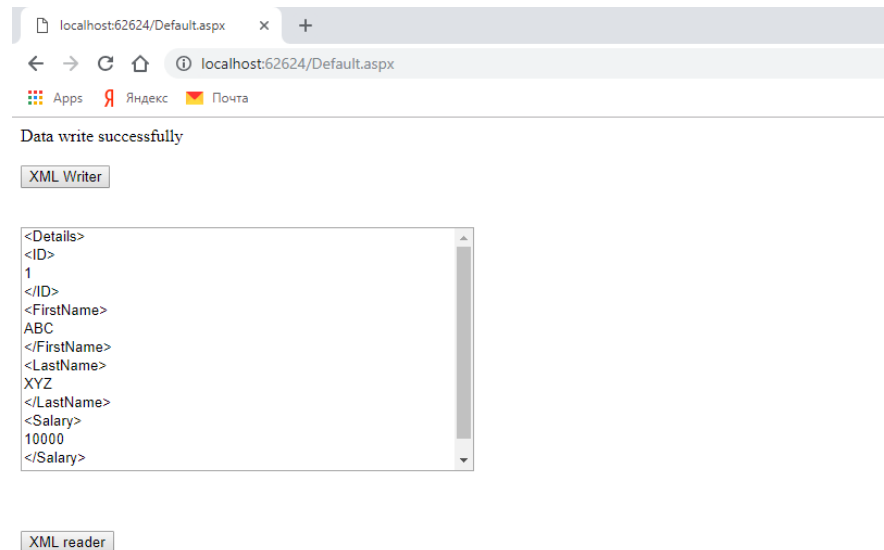 localhost:62624/Default.aspx
localhost:62624/Default.aspx
Apps Яндекс Почта
Data write successfully
XML Writer
<Details>
<ID>
1
</ID>
<FirstName>
ABC
</FirstName>
<LastName>
XYZ
</LastName>
<Salary>
10000
</Salary>
XML reader